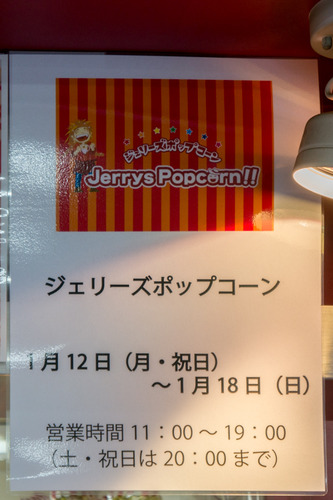 ジェリーズポップコーン
Jerrys Popcorn!!
ジェリーズポップコーン
1月12日（月・祝日）
～1月18日（日）
営業時間 11：00～19：00
（土・祝日は 20：00 まで）